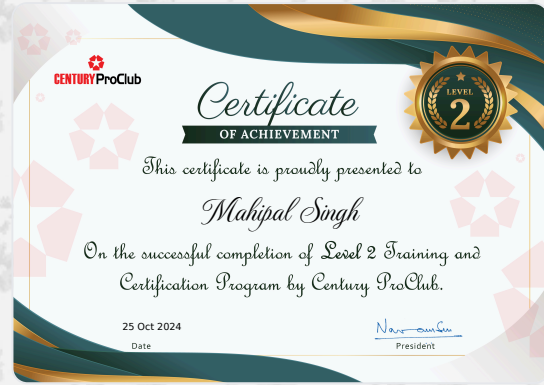 CENTURY ProClub
LEVEL
2
Certificate
OF ACHIEVEMENT
This certificate is proudly presented to
Mahipal Singh
On the successful completion of Level 2 Training and
Certification Program by Century ProClub.
25 Oct 2024
Date
President